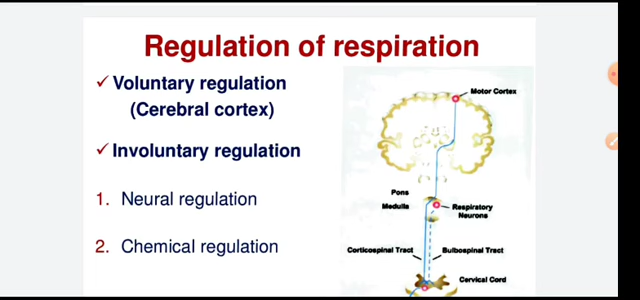 Regulation of respiration
✓ Voluntary regulation
(Cerebral cortex)
✓ Involuntary regulation
1. Neural regulation
2. Chemical regulation
Motor Cortex
Pons
Medulla
Respiratory
Neurons
Corticospinal Tract
Bulbospinal Tract
Cervical Cord